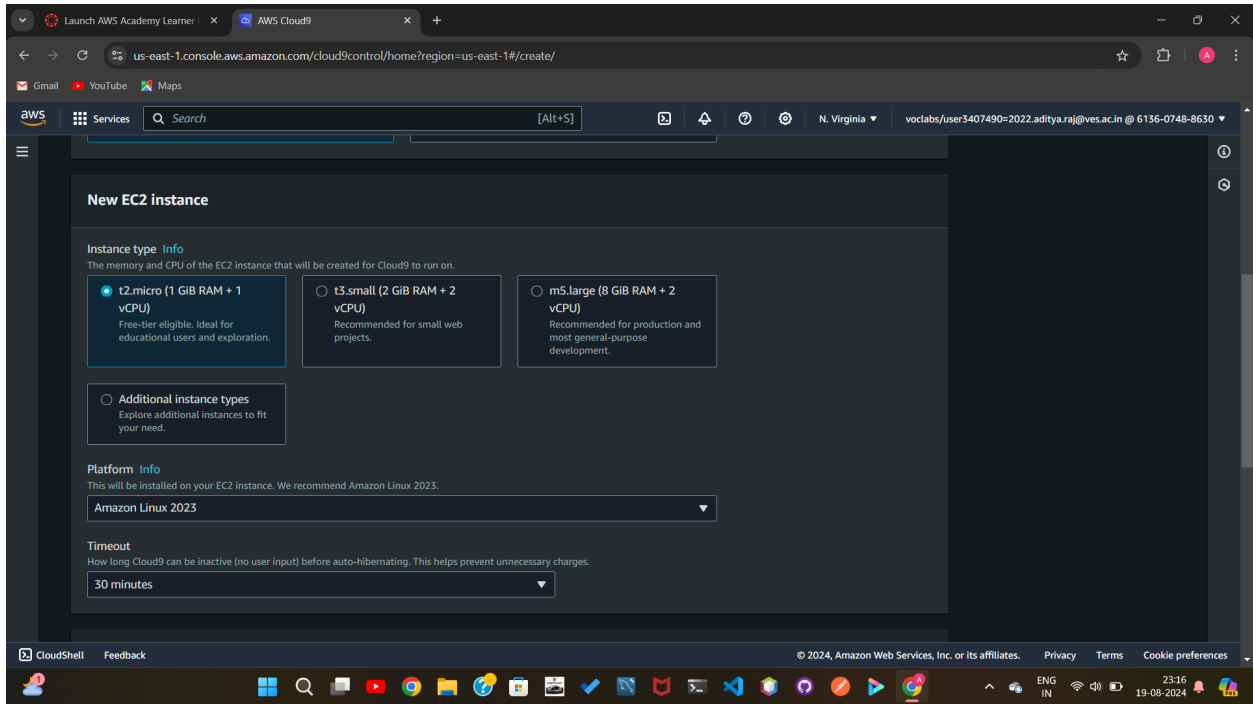 Launch AWS Academy Learner
AWS Cloud9
us-east-1.console.aws.amazon.com/cloud9control/home?region=us-east-1#/create/
A
Gmail
YouTube
Maps
aws
Services
Search
[Alt+S]
N. Virginia
voclabs/user3407490=2022.aditya.raj@ves.ac.in @ 6136-0748-8630
New EC2 instance
Instance type Info
The memory and CPU of the EC2 instance that will be created for Cloud9 to run on.
t2.micro (1 GiB RAM + 1
vCPU)
Free-tier eligible. Ideal for
educational users and exploration.
t3.small (2 GiB RAM + 2
vCPU)
Recommended for small web
projects.
m5.large (8 GiB RAM + 2
vCPU)
Recommended for production and
most general-purpose
development.
Additional instance types
Explore additional instances to fit
your need.
Platform Info
This will be installed on your EC2 instance. We recommend Amazon Linux 2023.
Amazon Linux 2023
Timeout
How long Cloud9 can be inactive (no user input) before auto-hibernating. This helps prevent unnecessary charges.
30 minutes
CloudShell
Feedback
© 2024, Amazon Web Services, Inc. or its affiliates.
Privacy
Terms
Cookie preferences
1
ENG
IN
23:16
19-08-2024